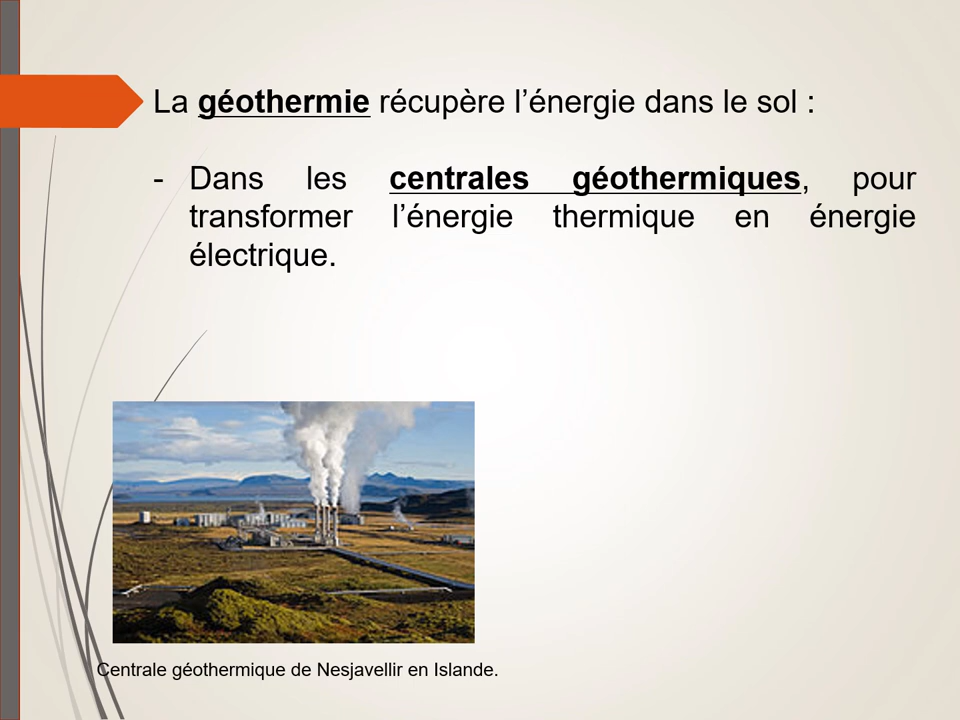 La géothermie récupère l’énergie dans le sol :
- Dans les centrales géothermiques, pour
transformer l’énergie thermique en énergie
électrique.
Centrale géothermique de Nesjavellir en Islande.